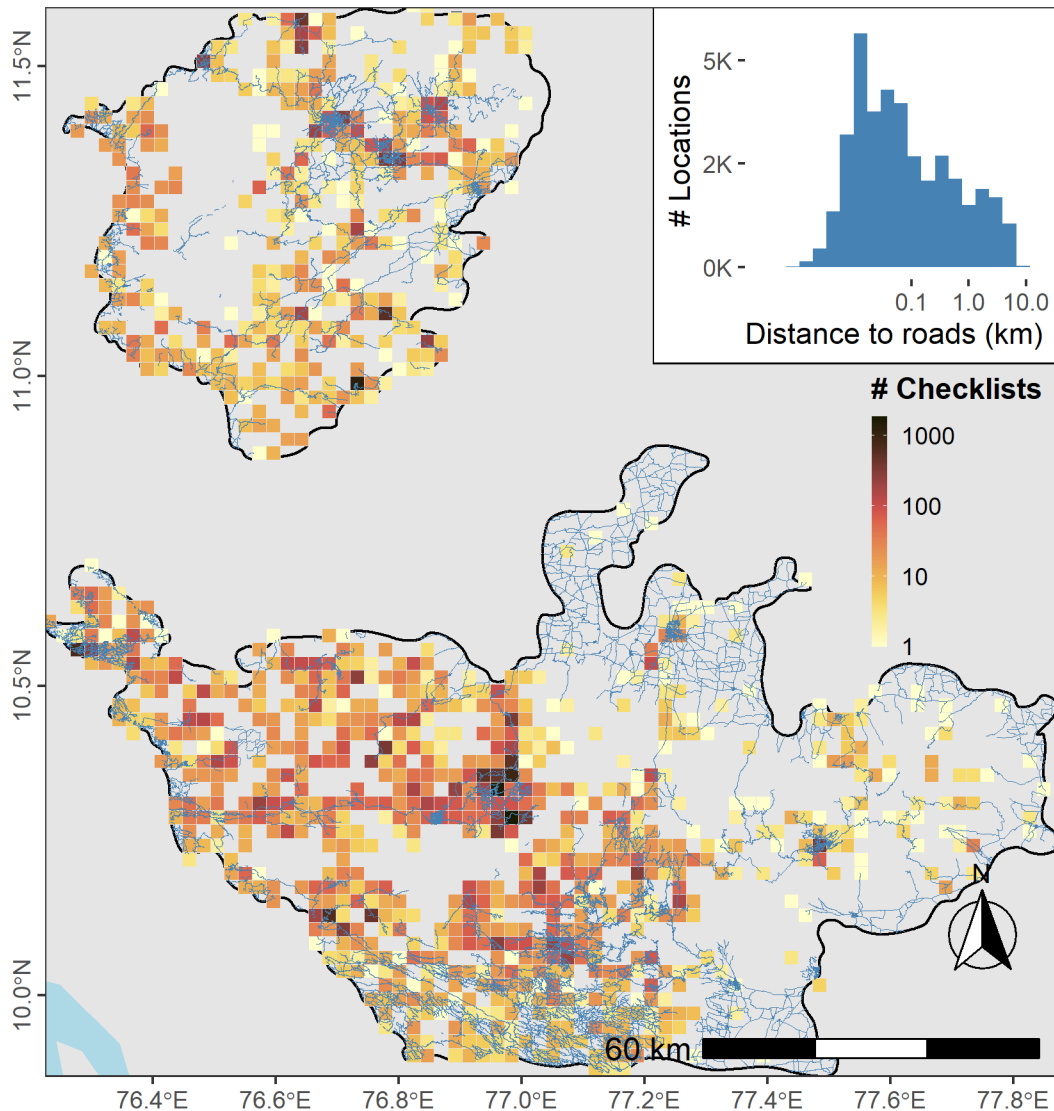 11.5°N
11.0°N
10.5°N
10.0°N
# Locations
5K
2K
0K
0.1 1.0 10.0
Distance to roads (km)
# Checklists
1000
100
10
1
N
60 km
76.4°E 76.6°E 76.8°E 77.0°E 77.2°E 77.4°E 77.6°E 77.8°E